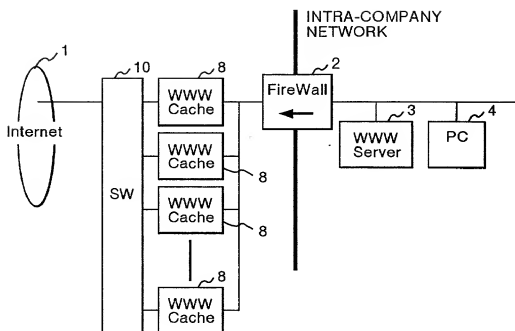 INTRA-COMPANY
NETWORK
1
10
8
2
WWW
Cache
FireWall
3
4
Internet
WWW
Cache
8
WWW
Server
PC
SW
WWW
Cache
8
8
WWW
Cache